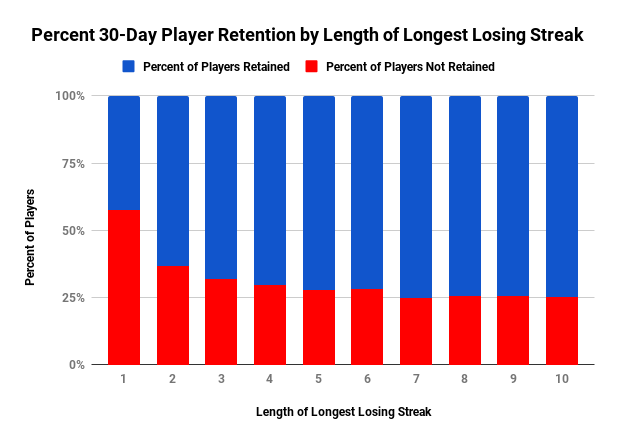 Percent 30-Day Player Retention by Length of Longest Losing Streak
Percent of Players Retained Percent of Players Not Retained
100%
75%
50%
25%
0%
Percent of Players
1 2 3 4 5 6 7 8 9 10
Length of Longest Losing Streak